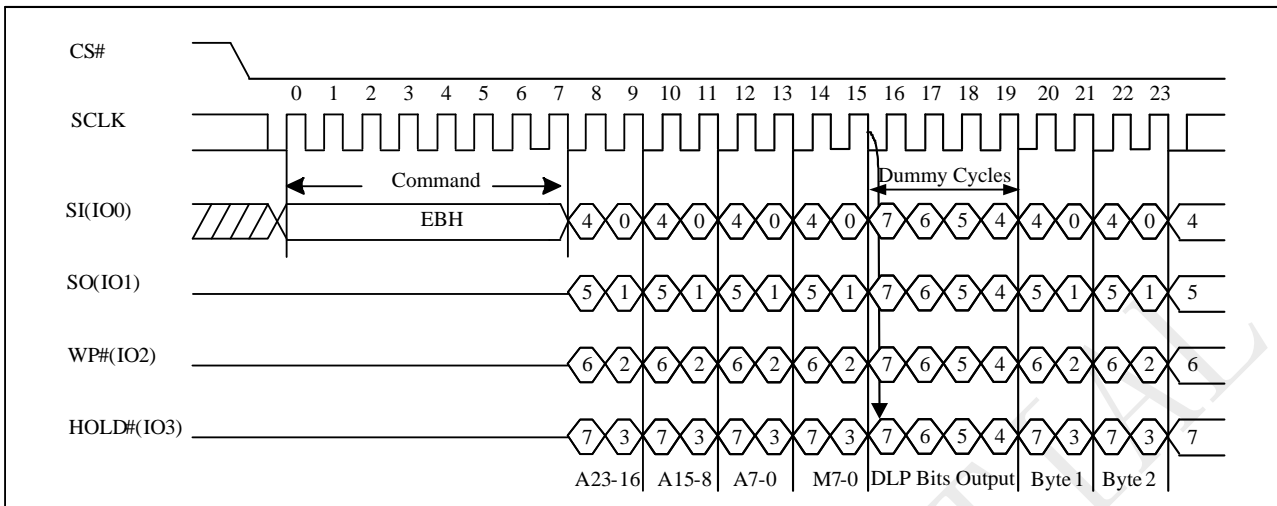 CS#
0 1 2 3 4 5 6 7 8 9 10 11 12 13 14 15 16 17 18 19 20 21 22 23
SCLK
Command
Dummy Cycles
SI(IO0)
EBH
4 0 4 0 4 0 4 0 7 6 5 4 4 0 4 0 4
SO(IO1)
5 1 5 1 5 1 5 1 7 6 5 4 5 1 5 1 5
WP#(IO2)
6 2 6 2 6 2 6 2 7 6 5 4 6 2 6 2 6
HOLD#(IO3)
7 3 7 3 7 3 7 3 7 6 5 4 7 3 7 3 7
A23-16 A15-8 A7-0 M7-0 DLP Bits Output Byte 1 Byte 2